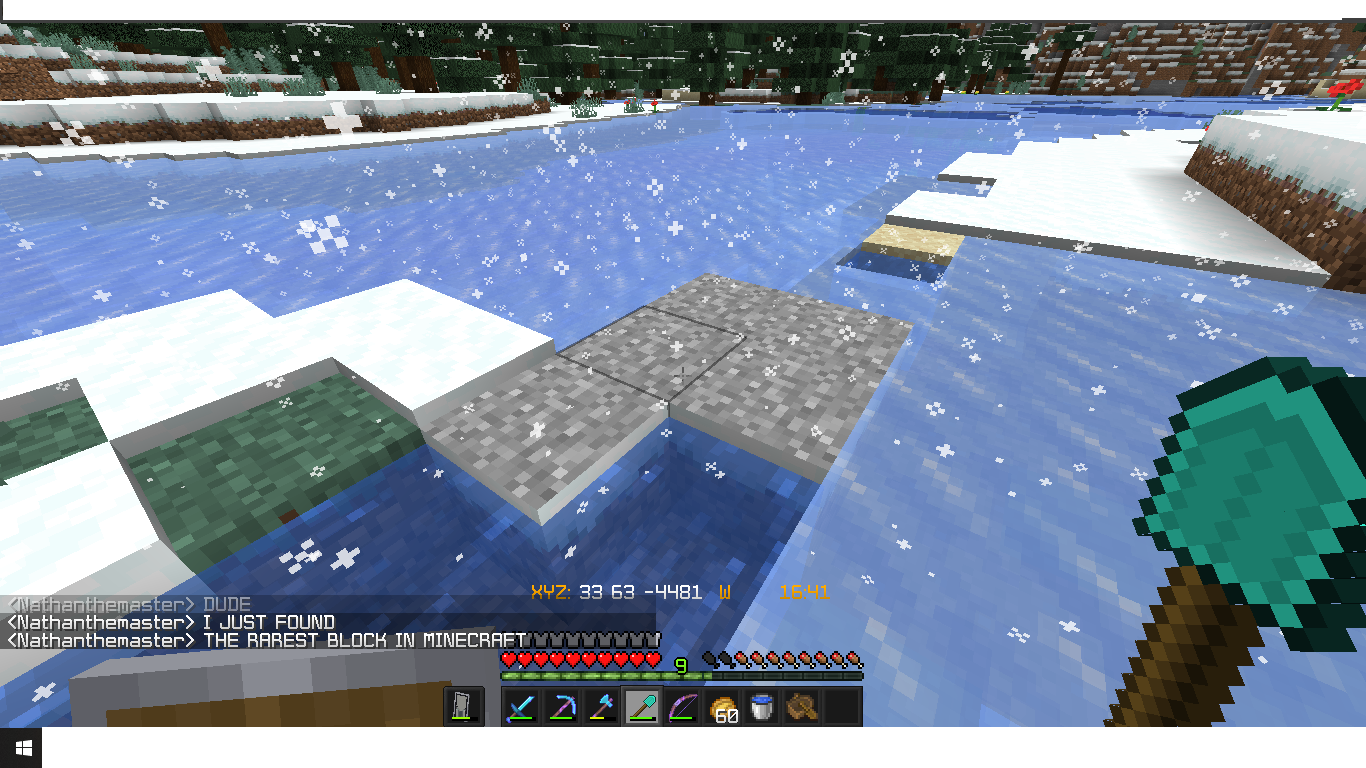 XYZ: 33 63 -4481 W 16:41
<Nathanthemaster> DUDE
<Nathanthemaster> I JUST FOUND
<Nathanthemaster> THE RAREST BLOCK IN MINECRAFT
9
60